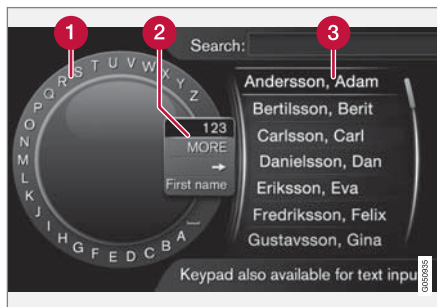 1
2
3
Search:
A B C D E F G H I J K L M N O P Q R S T U V W X Y Z
123
MORE
→
First name
Andersson, Adam
Bertilsson, Berit
Carlsson, Carl
Danielsson, Dan
Eriksson, Eva
Fredriksson, Felix
Gustavsson, Gina
Keypad also available for text inpu
G050935